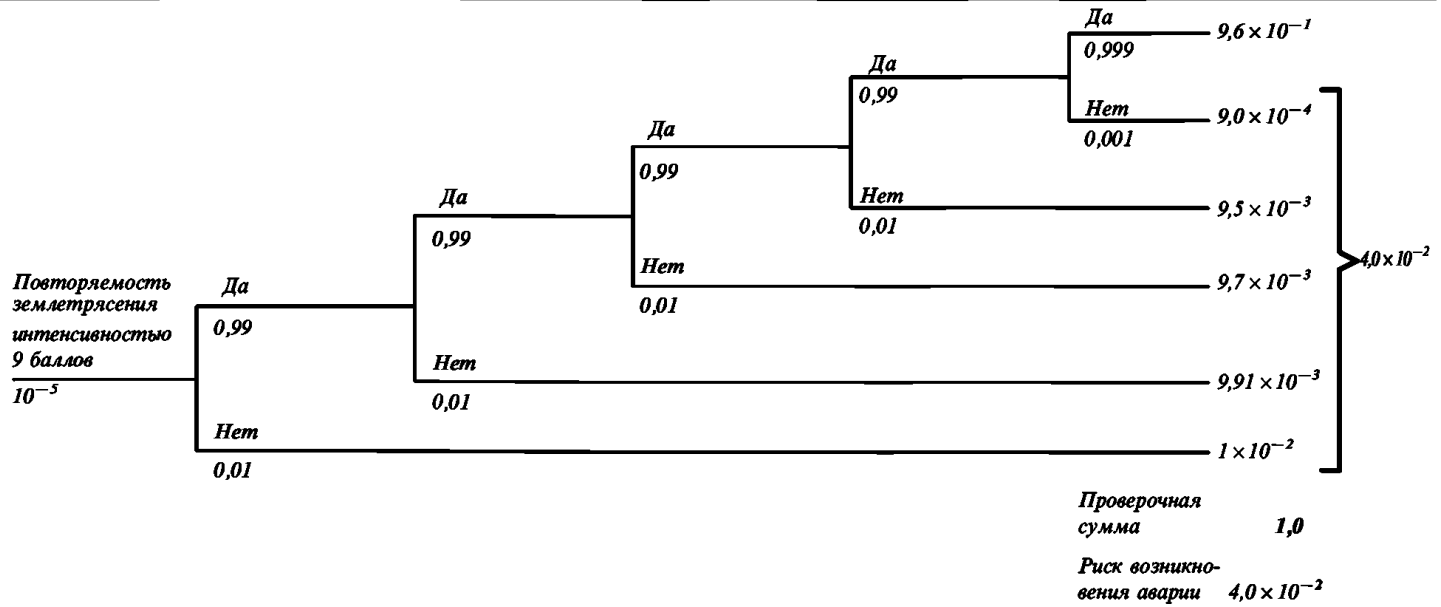 Да
9,6 × 10⁻¹
0,999
Да
0,99
Нет
9,0 × 10⁻⁴
0,001
Да
0,99
Нет
9,5 × 10⁻³
0,01
Да
0,99
Нет
9,7 × 10⁻³
0,01
4,0 × 10⁻²
Повторяемость
землетрясения
интенсивностью
9 баллов
10⁻⁵
Да
0,99
Нет
9,91 × 10⁻³
0,01
Нет
1 × 10⁻²
0,01
Проверочная
сумма 1,0
Риск возникно-
вения аварии 4,0 × 10⁻²